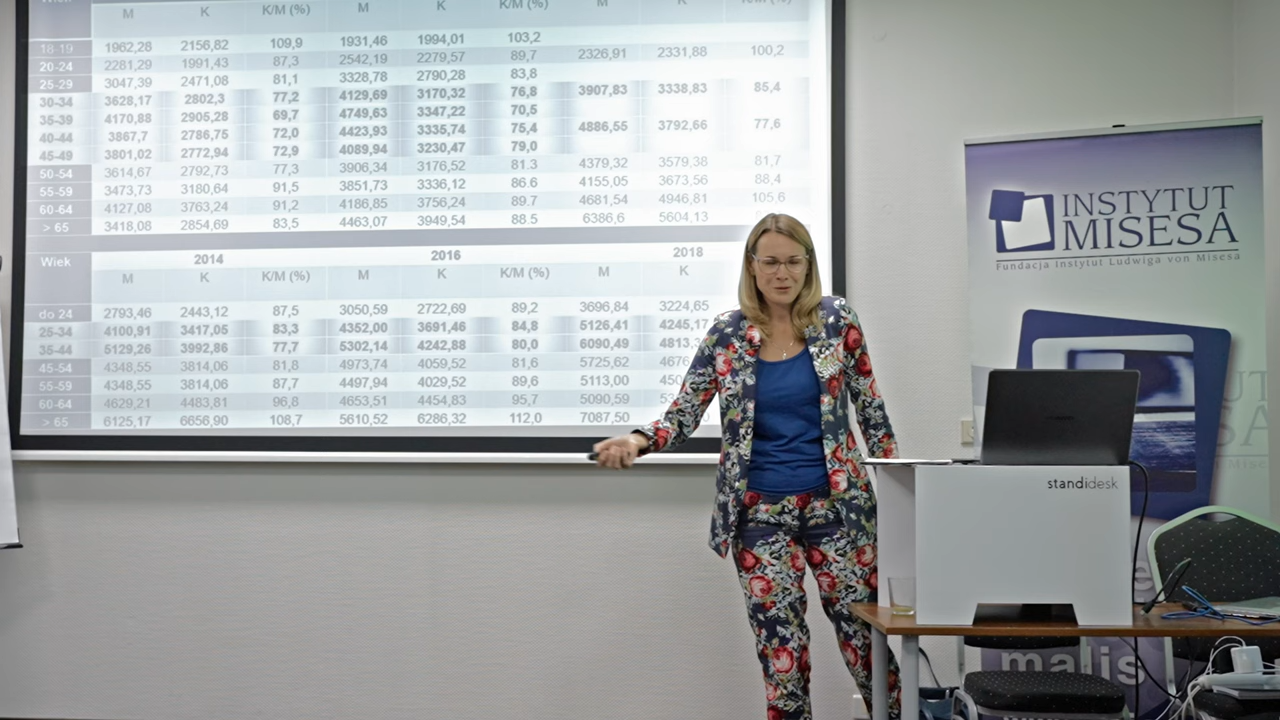 Wiek M K K/M (%) M K K/M (%) M K K/M (%)
18-19 1962,28 2156,82 109,9 1931,46 1994,01 103,2
20-24 2281,29 1991,43 87,3 2542,19 2279,57 89,7 2326,91 2331,88 100,2
25-29 3047,39 2471,08 81,1 3328,78 2790,28 83,8
30-34 3628,17 2802,3 77,2 4129,69 3170,32 76,8 3907,83 3338,83 85,4
35-39 4170,88 2905,28 69,7 4749,63 3347,22 70,5
40-44 3867,7 2786,75 72,0 4423,93 3335,74 75,4 4886,55 3792,66 77,6
45-49 3801,02 2772,94 72,9 4089,94 3230,47 79,0
50-54 3614,67 2792,73 77,3 3906,34 3176,52 81.3 4379,32 3579,38 81,7
55-59 3473,73 3180,64 91,5 3851,73 3336,12 86.6 4155,05 3673,56 88,4
60-64 4127,08 3763,24 91,2 4186,85 3756,24 89,7 4681,54 4946,81 105,6
> 65 3418,08 2854,69 83,5 4463,07 3949,54 88.5 6386,6 5604,13
Wiek 2014 2016 2018
M K K/M (%) M K K/M (%) M K
do 24 2793,46 2443,12 87,5 3050,59 2722,69 89,2 3696,84 3224,65
25-34 4100,91 3417,05 83,3 4352,00 3691,46 84,8 5126,41 4245,17
35-44 5129,26 3992,86 77,7 5302,14 4242,88 80,0 6090,49 4813,
45-54 4348,55 3814,06 81,8 4973,74 4059,52 81,6 5725,62 4676
55-59 4348,55 3814,06 87,7 4497,94 4029,52 89,6 5113,00
60-64 4629,21 4483,81 96,8 4653,51 4454,83 95,7 5090,59
> 65 6125,17 6656,90 108,7 5610,52 6286,32 112,0 7087,50
INSTYTUT
MISESA
Fundacja Instytut Ludwiga von Misesa
standidesk
malis